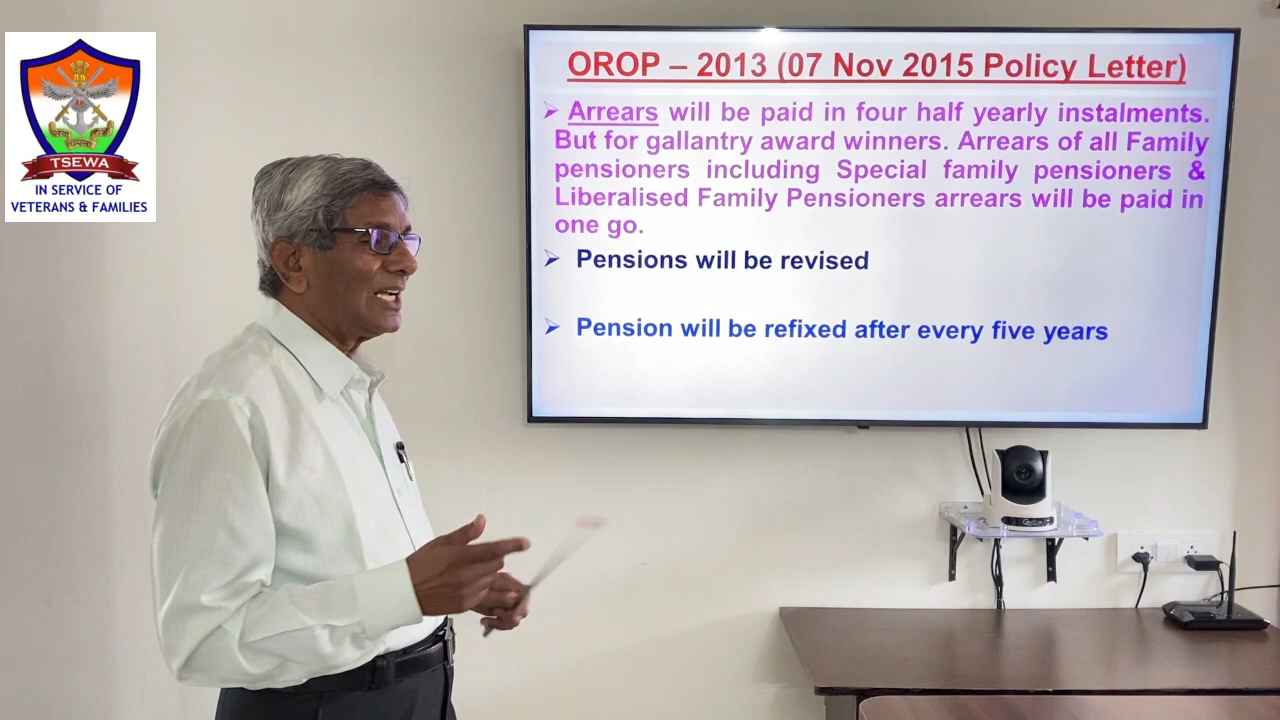 TSEWA
IN SERVICE OF
VETERANS & FAMILIES
OROP – 2013 (07 Nov 2015 Policy Letter)
➢ Arrears will be paid in four half yearly instalments.
But for gallantry award winners. Arrears of all Family
pensioners including Special family pensioners &
Liberalised Family Pensioners arrears will be paid in
one go.
➢ Pensions will be revised
➢ Pension will be refixed after every five years